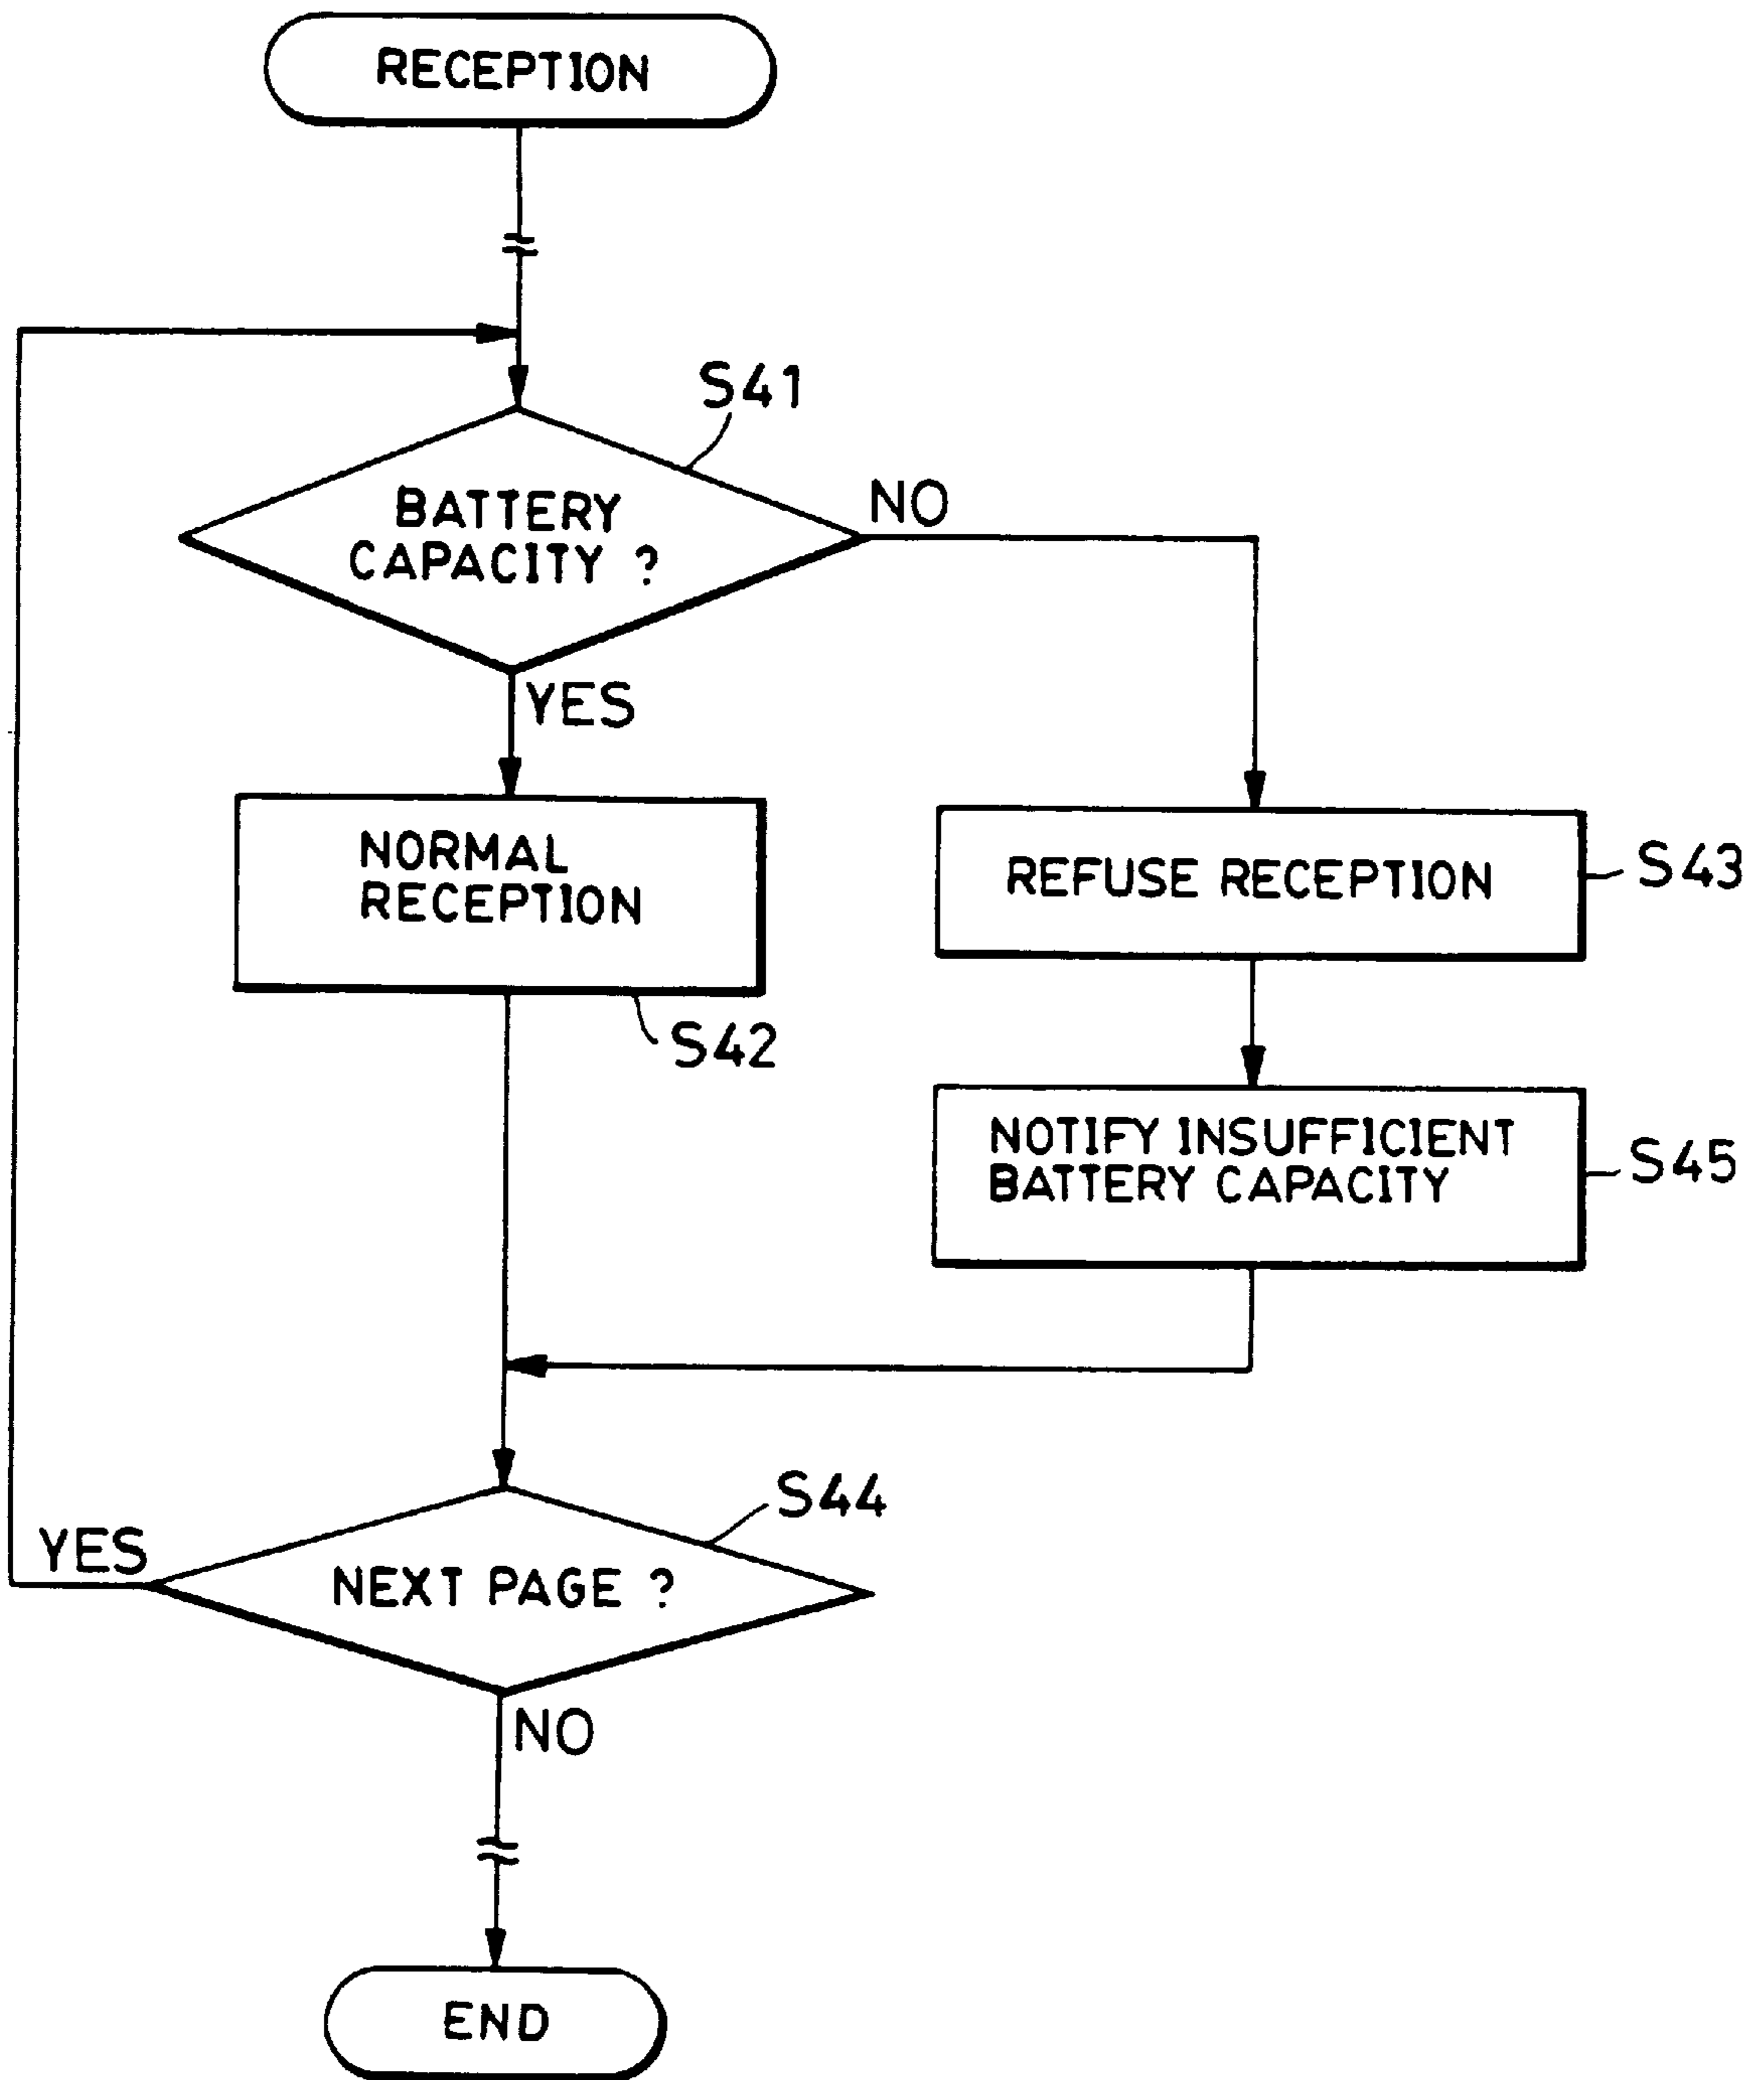 RECEPTION
S41
BATTERY
CAPACITY ?
NO
YES
NORMAL
RECEPTION
S42
REFUSE RECEPTION
S43
NOTIFY INSUFFICIENT
BATTERY CAPACITY
S45
S44
NEXT PAGE ?
YES
NO
END